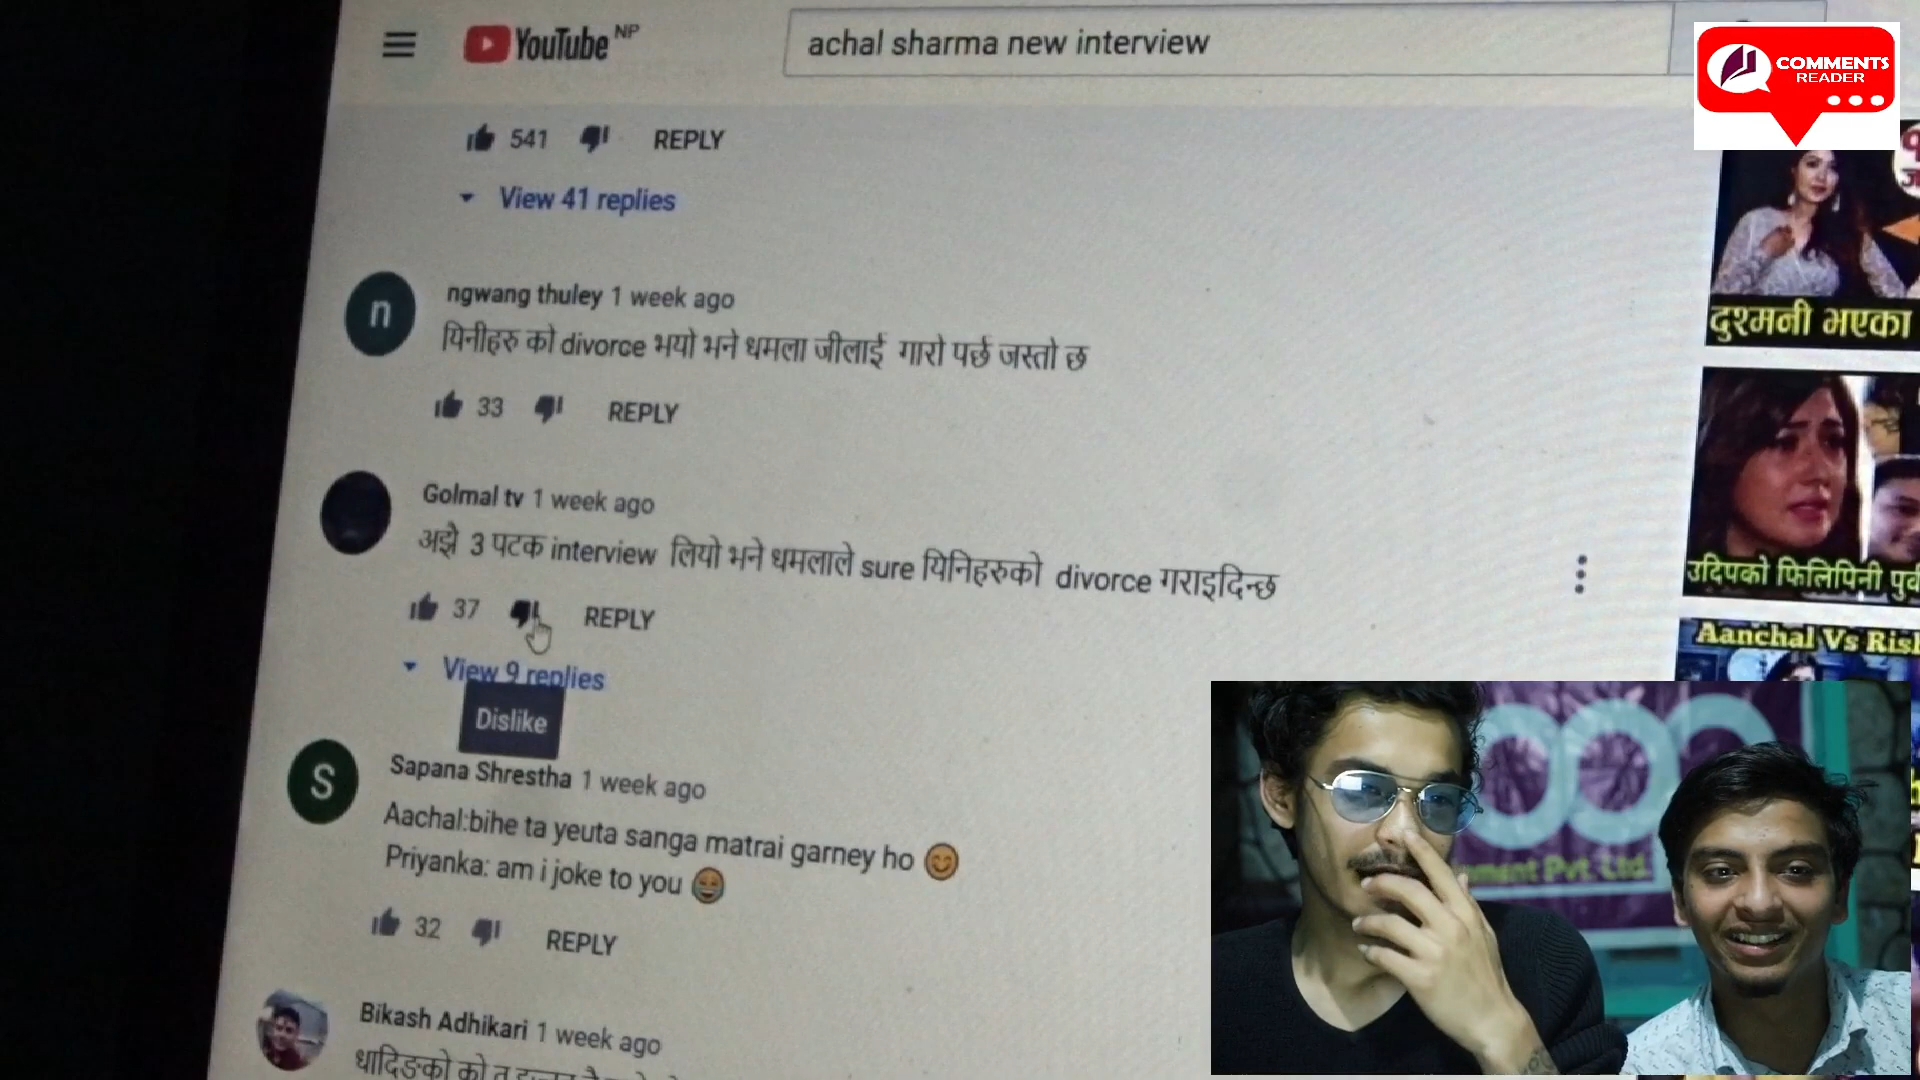 YouTube NP
achal sharma new interview
COMMENTS
READER
541 REPLY
View 41 replies
ngwang thuley 1 week ago
यिनीहरु को divorce भयो भने धमला जीलाई गारो पर्छ जस्तो छ
33 REPLY
Golmal tv 1 week ago
अझै 3 पटक interview लियो भने धमलाले sure यिनिहरुको divorce गराइदिन्छ
37 REPLY
View 9 replies
Dislike
S
Sapana Shrestha 1 week ago
Aachal:bihe ta yeuta sanga matrai garney ho 😊
Priyanka: am i joke to you 😂
32 REPLY
Bikash Adhikari 1 week ago
धादिङको को त
n
दुश्मनी भएका
उदिपको फिलिपिनी
Aanchal Vs
Pvt. Ltd.